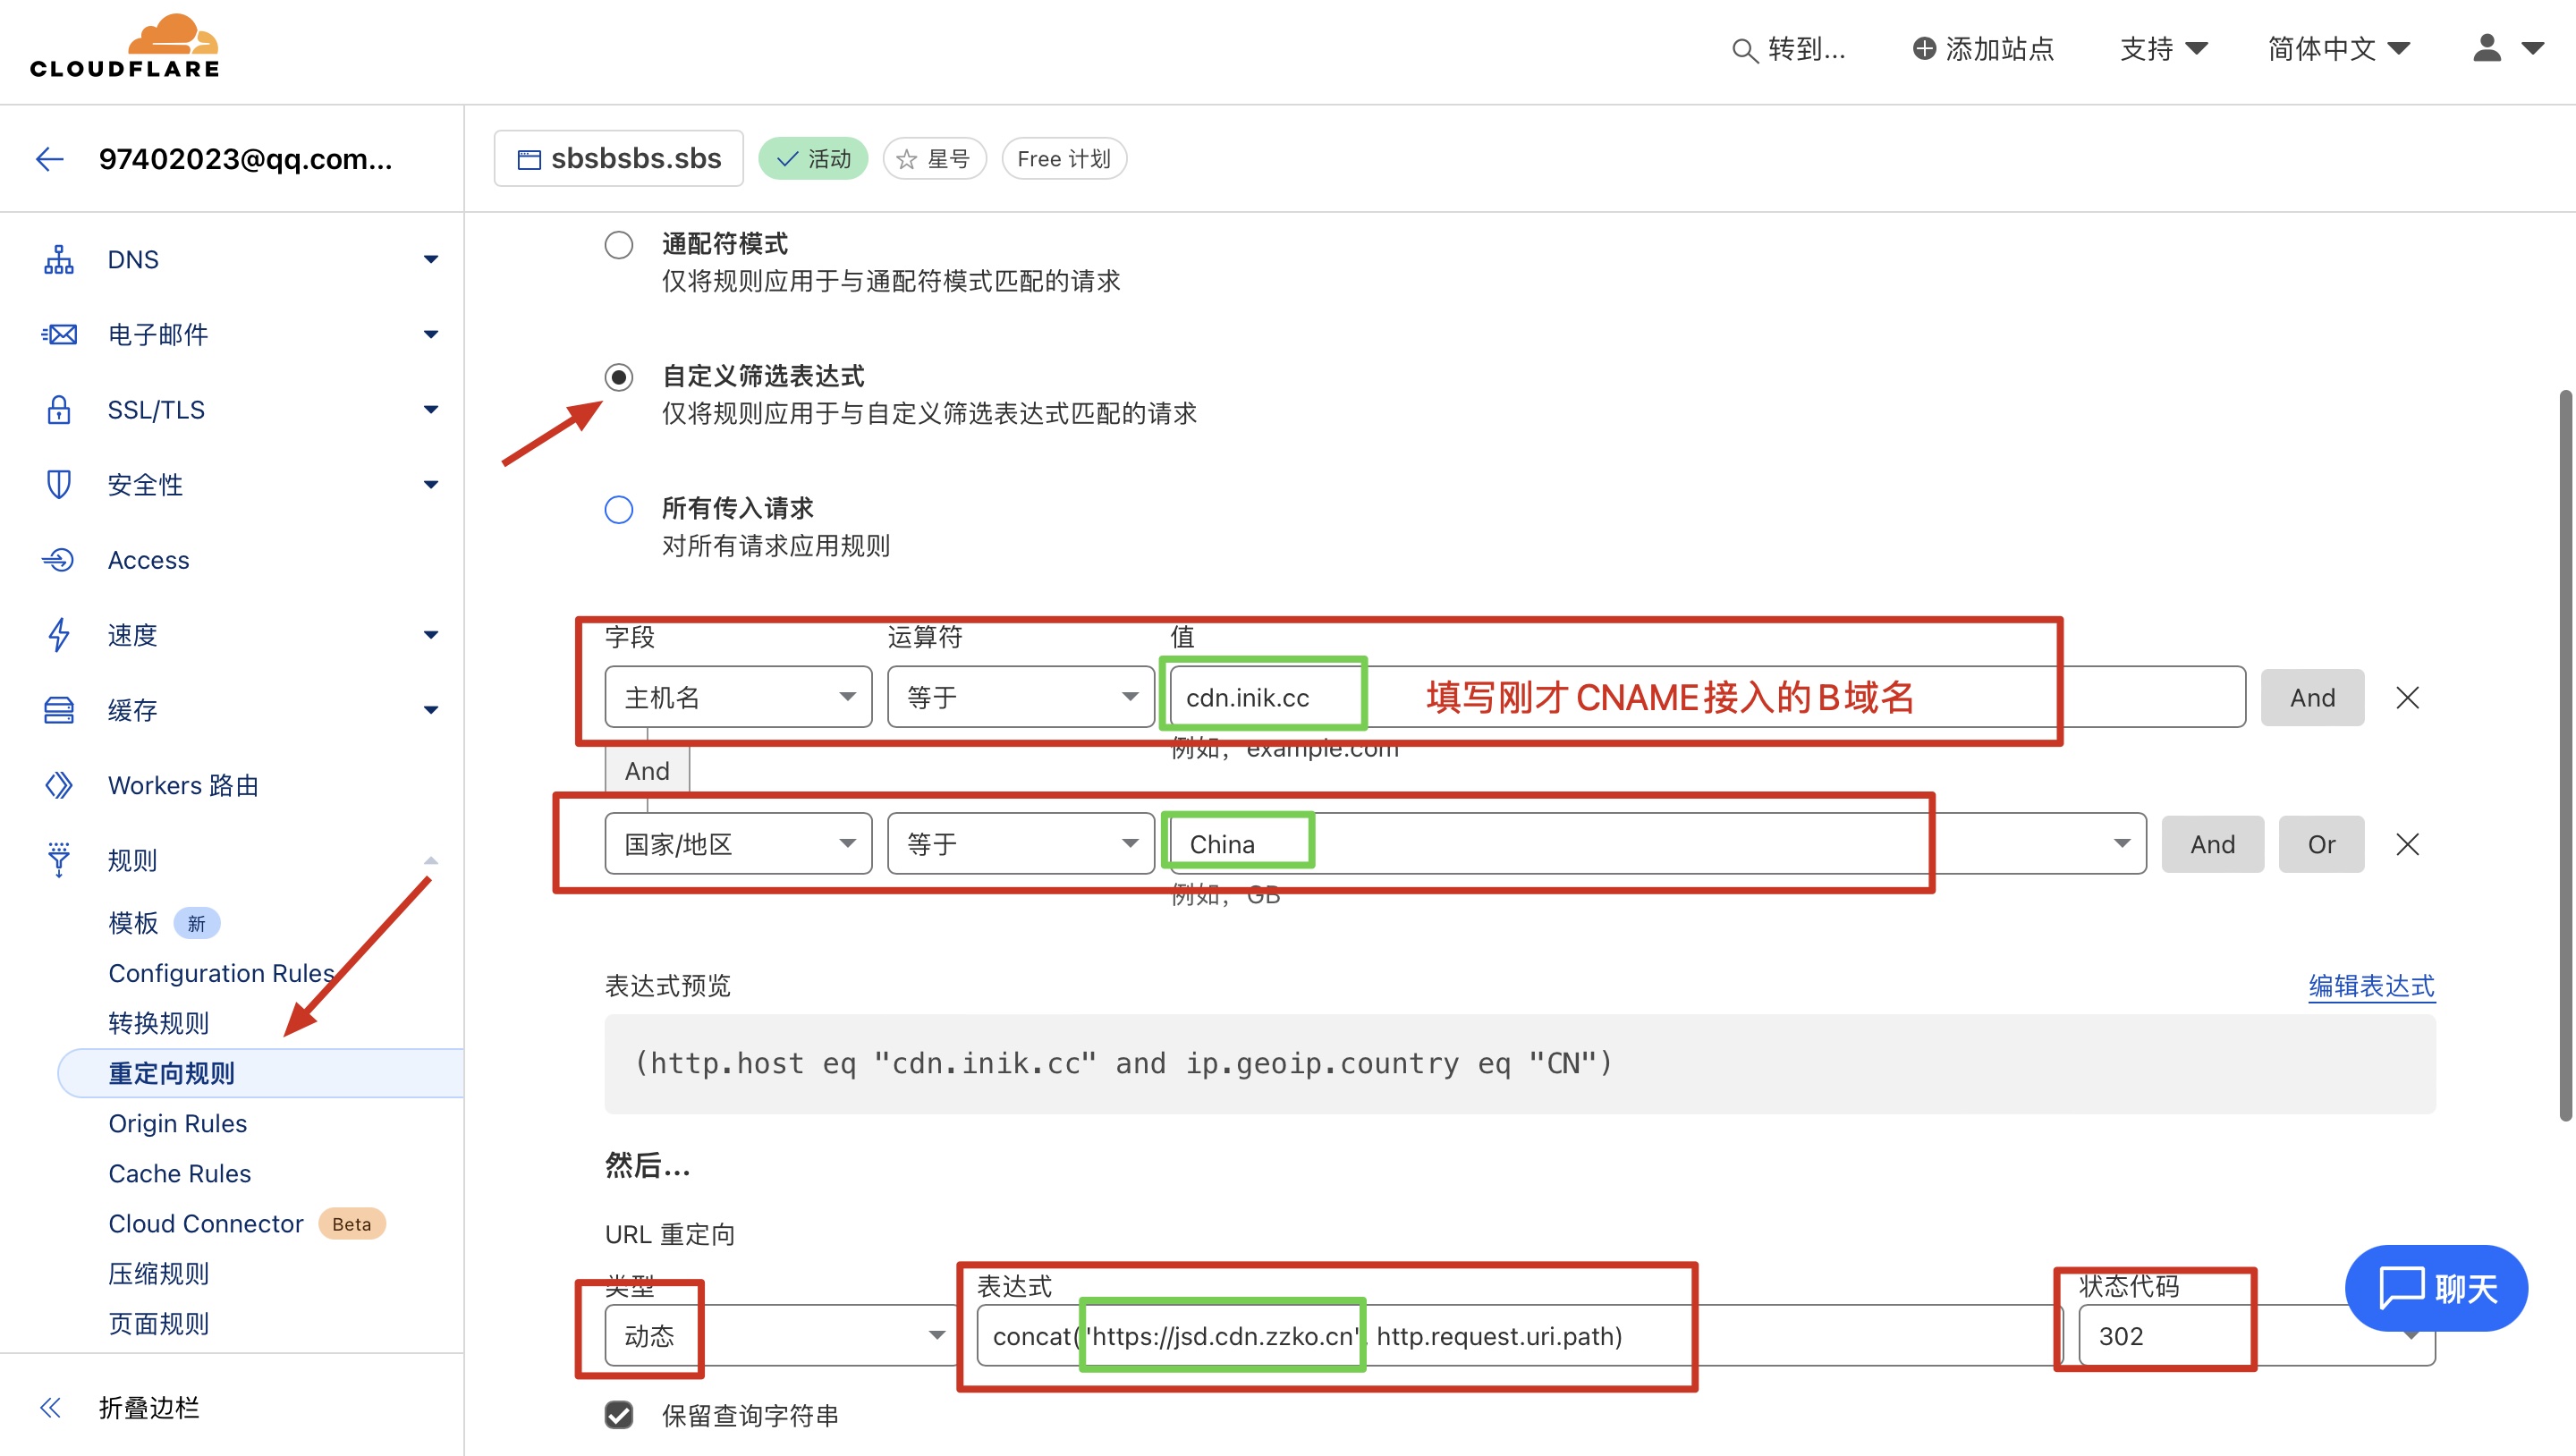 CLOUDFLARE
转到...
添加站点
支持
简体中文
97402023@qq.com...
sbsbsbs.sbs
活动
星号
Free 计划
DNS
电子邮件
SSL/TLS
安全性
Access
速度
缓存
Workers 路由
规则
模板 新
Configuration Rules
转换规则
重定向规则
Origin Rules
Cache Rules
Cloud Connector Beta
压缩规则
页面规则
折叠边栏
通配符模式
仅将规则应用于与通配符模式匹配的请求
自定义筛选表达式
仅将规则应用于与自定义筛选表达式匹配的请求
所有传入请求
对所有请求应用规则
字段 运算符 值
主机名 等于 cdn.inik.cc 填写刚才CNAME接入的B域名 And
例如，example.com
And
国家/地区 等于 China And Or
例如，GB
表达式预览 编辑表达式
(http.host eq "cdn.inik.cc" and ip.geoip.country eq "CN")
然后...
URL 重定向
类型 表达式 状态代码
动态 concat('https://jsd.cdn.zzko.cn', http.request.uri.path) 302
保留查询字符串
聊天